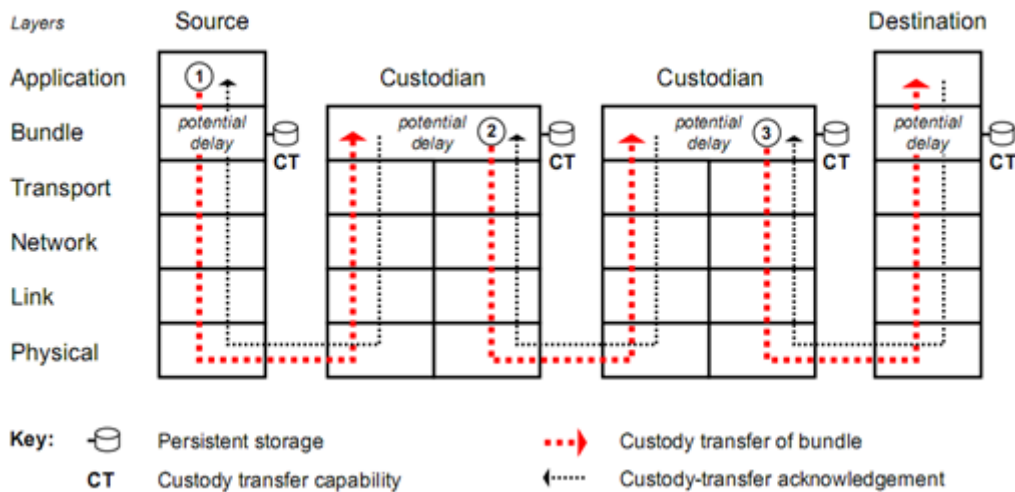 Layers Source Destination
Application 1 Custodian Custodian
Bundle potential delay CT potential delay 2 CT potential delay 3 CT potential delay CT
Transport
Network
Link
Physical
Key: Persistent storage Custody transfer of bundle
CT Custody transfer capability Custody-transfer acknowledgement